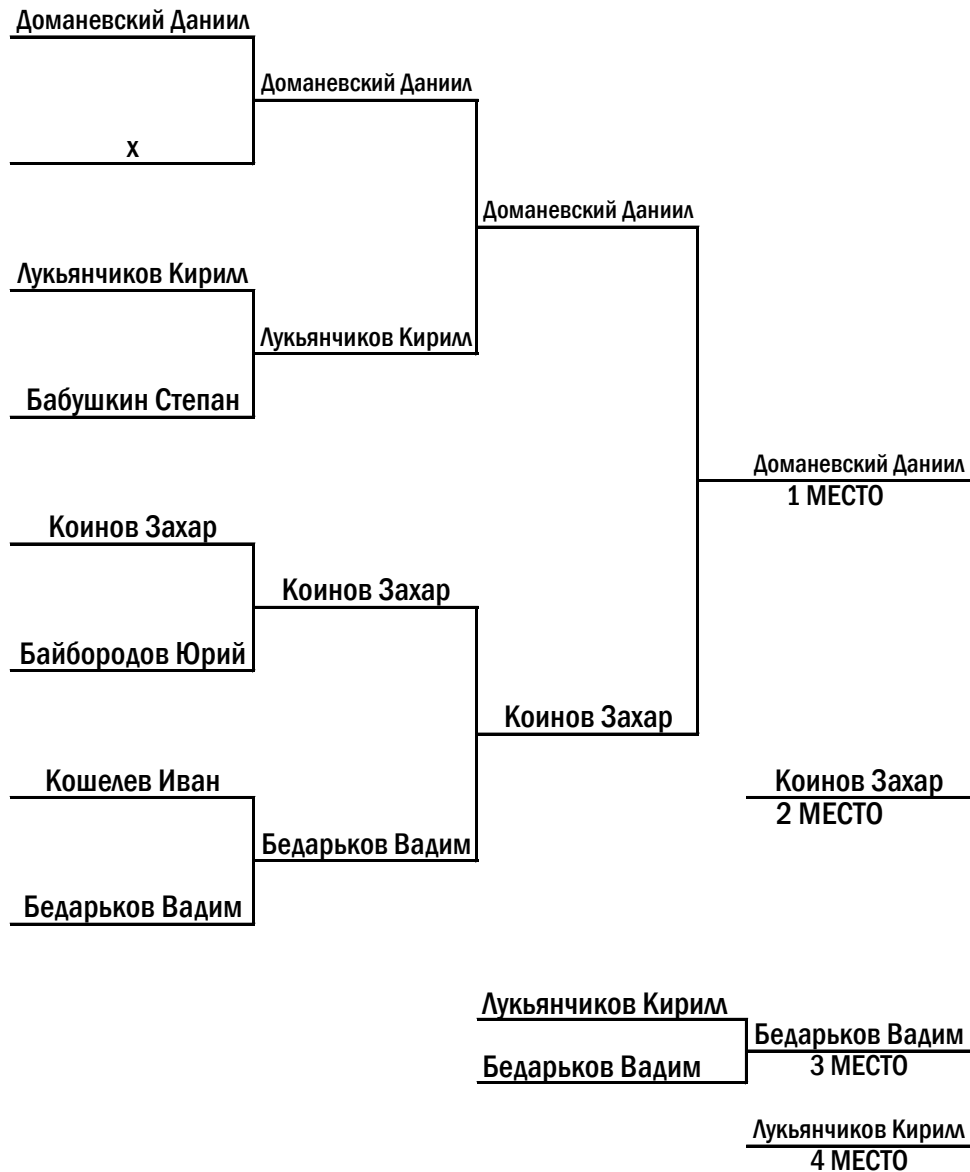 Доманевский Даниил
Доманевский Даниил
х
Доманевский Даниил
Лукьянчиков Кирилл
Лукьянчиков Кирилл
Бабушкин Степан
Доманевский Даниил
1 МЕСТО
Коинов Захар
Коинов Захар
Байбородов Юрий
Коинов Захар
Кошелев Иван
Коинов Захар
2 МЕСТО
Бедарьков Вадим
Бедарьков Вадим
Лукьянчиков Кирилл
Бедарьков Вадим
Бедарьков Вадим
3 МЕСТО
Лукьянчиков Кирилл
4 МЕСТО